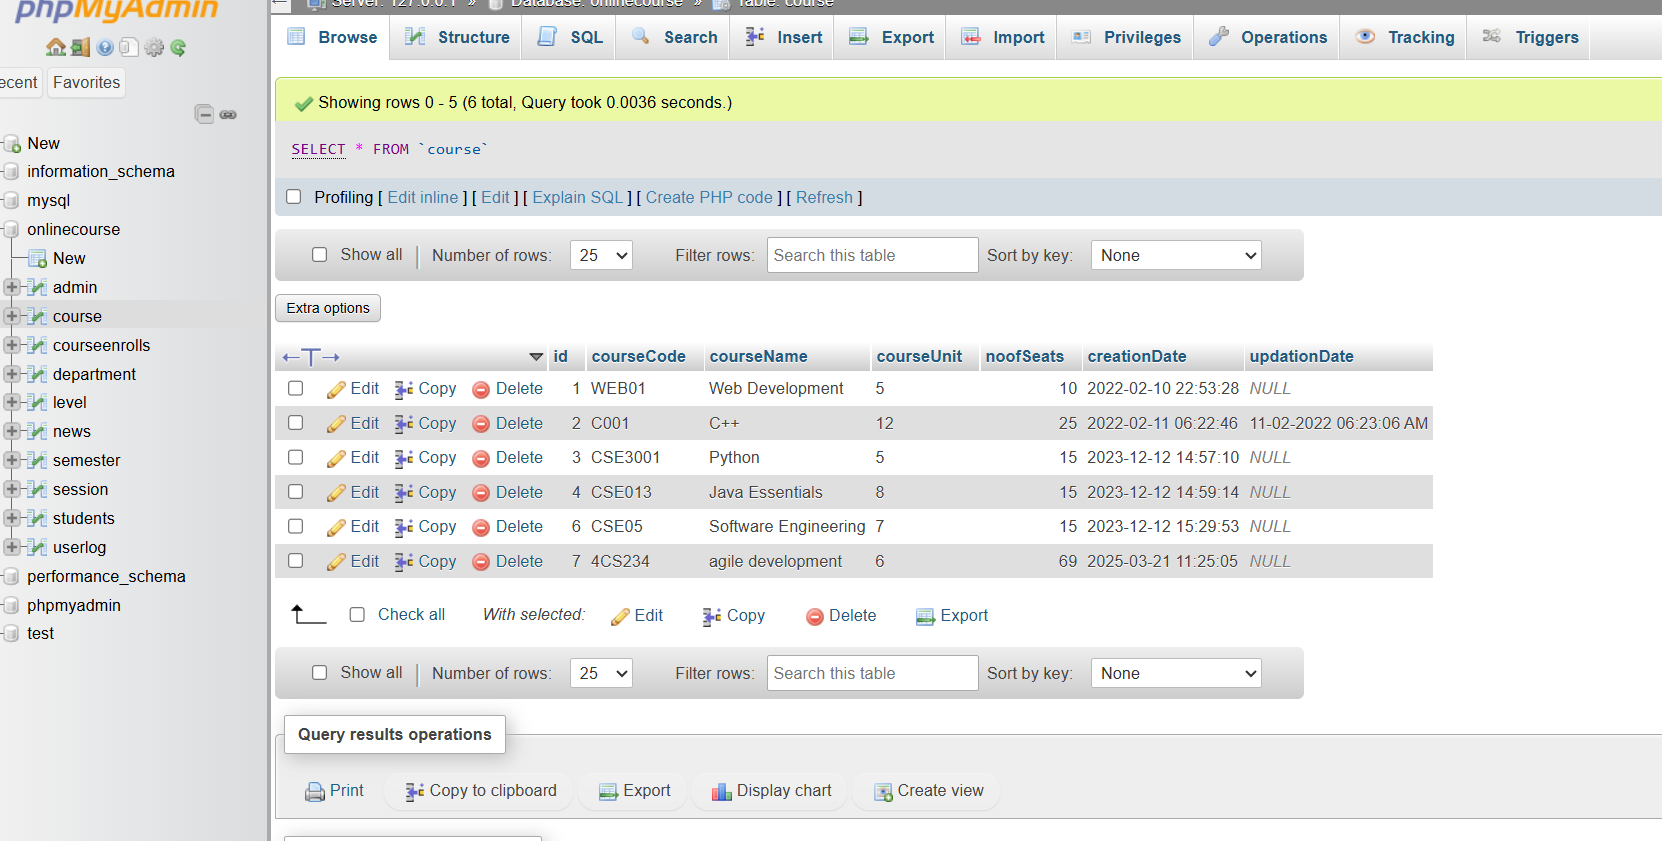 phpMyAdmin
Server: 127.0.0.1 » Database: onlinecourse » Table: course
Browse Structure SQL Search Insert Export Import Privileges Operations Tracking Triggers
ecent Favorites
New
information_schema
mysql
onlinecourse
New
admin
course
courseenrolls
department
level
news
semester
session
students
userlog
performance_schema
phpmyadmin
test
Showing rows 0 - 5 (6 total, Query took 0.0036 seconds.)
SELECT * FROM `course`
Profiling [ Edit inline ] [ Edit ] [ Explain SQL ] [ Create PHP code ] [ Refresh ]
Show all Number of rows: 25 Filter rows: Search this table Sort by key: None
Extra options
←T→ id courseCode courseName courseUnit noofSeats creationDate updationDate
Edit Copy Delete 1 WEB01 Web Development 5 10 2022-02-10 22:53:28 NULL
Edit Copy Delete 2 C001 C++ 12 25 2022-02-11 06:22:46 11-02-2022 06:23:06 AM
Edit Copy Delete 3 CSE3001 Python 5 15 2023-12-12 14:57:10 NULL
Edit Copy Delete 4 CSE013 Java Essentials 8 15 2023-12-12 14:59:14 NULL
Edit Copy Delete 6 CSE05 Software Engineering 7 15 2023-12-12 15:29:53 NULL
Edit Copy Delete 7 4CS234 agile development 6 69 2025-03-21 11:25:05 NULL
Check all With selected: Edit Copy Delete Export
Show all Number of rows: 25 Filter rows: Search this table Sort by key: None
Query results operations
Print Copy to clipboard Export Display chart Create view